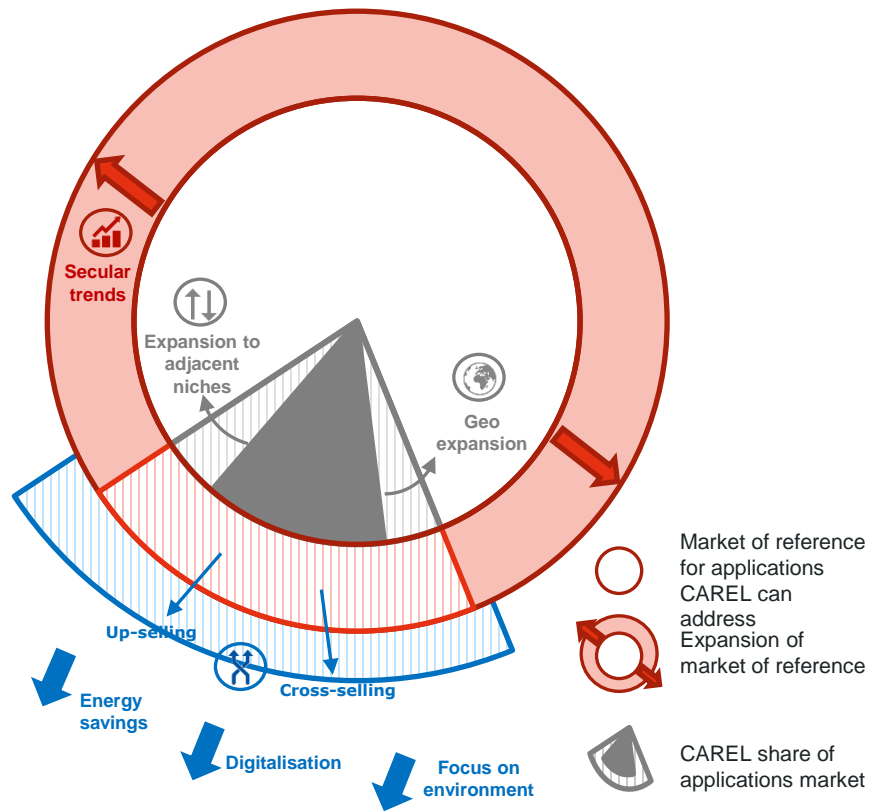 Secular
trends
Expansion to
adjacent
niches
Geo
expansion
Up-selling
Cross-selling
Energy
savings
Digitalisation
Focus on
environment
Market of reference
for applications
CAREL can
address
Expansion of
market of reference
CAREL share of
applications market